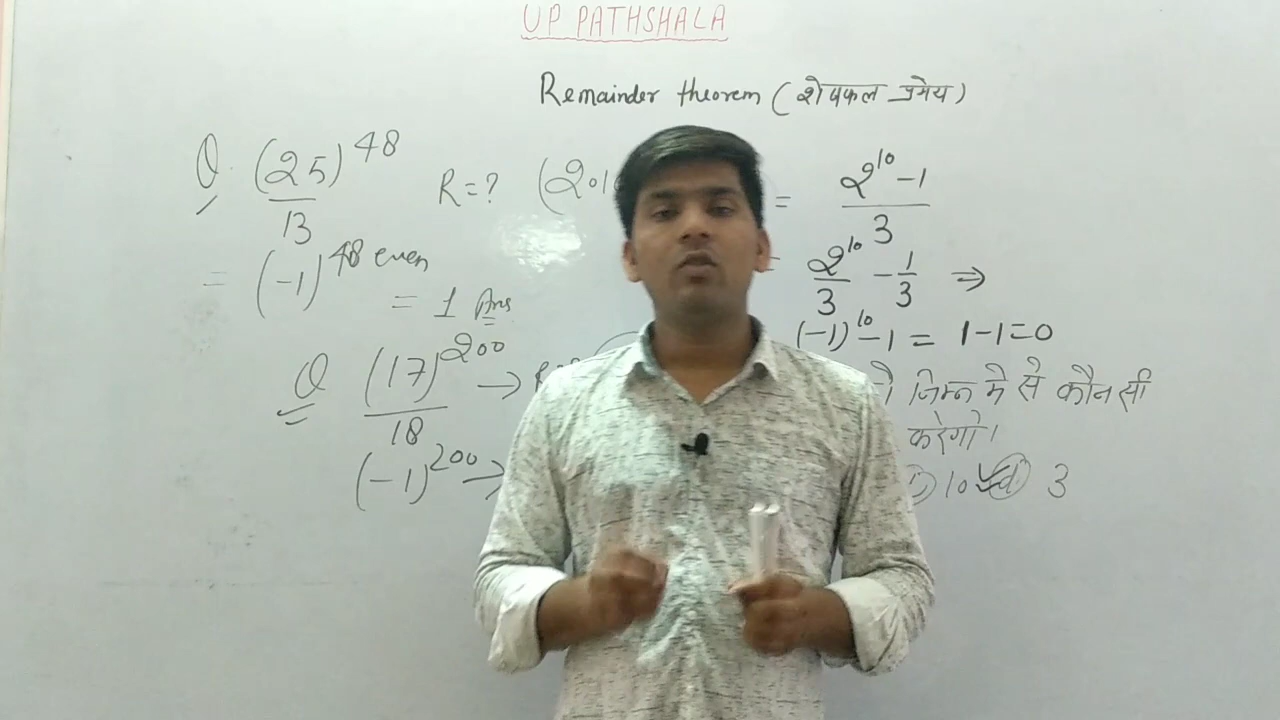 UP PATHSHALA
Remainder theorem (शेषफल प्रमेय)
Q. (25)^48 / 13 R=?
= (-1)^48 even
= 1 Ans
Q (17)^200 / 18 →
(-1)^200 →
(201
= 2^10 -1 / 3
2^10 / 3 - 1/3 ⇒
(-1)^10 -1 = 1-1=0
निम्न मे से कौन सी
करेगी।
10 (d) 3